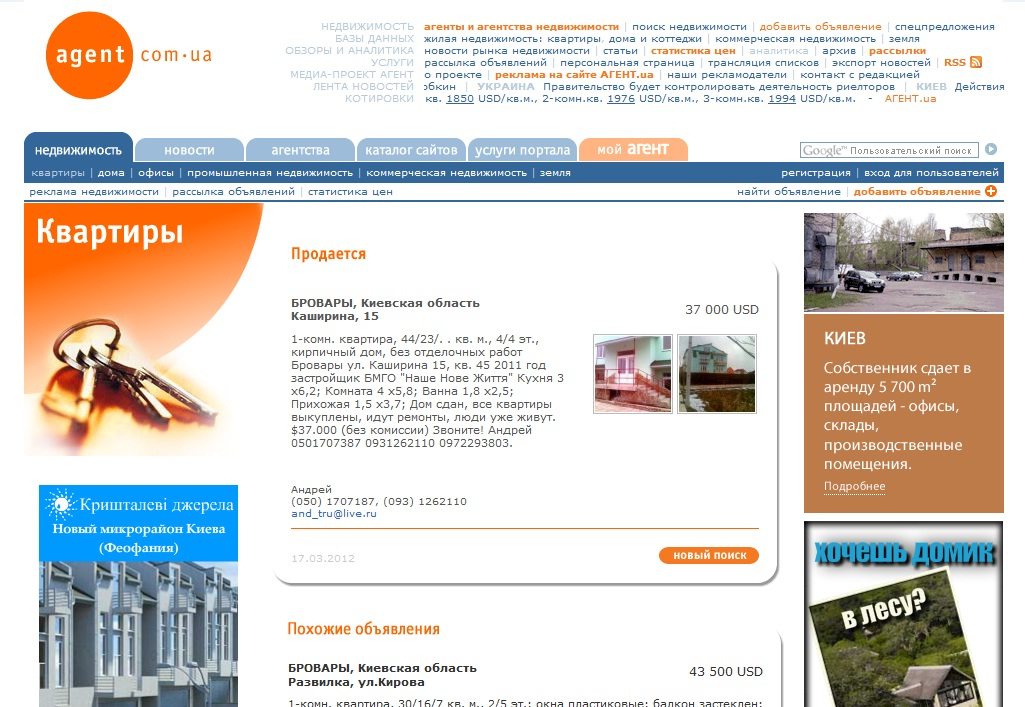 agent com·ua
НЕДВИЖИМОСТЬ агенты и агентства недвижимости | поиск недвижимости | добавить объявление | спецпредложения
БАЗЫ ДАННЫХ жилая недвижимость: квартиры, дома и коттеджи | коммерческая недвижимость | земля
ОБЗОРЫ И АНАЛИТИКА новости рынка недвижимости | статьи | статистика цен | аналитика | архив | рассылки
УСЛУГИ рассылка объявлений | персональная страница | трансляция списков | экспорт новостей | RSS
МЕДИА-ПРОЕКТ АГЕНТ о проекте | реклама на сайте АГЕНТ.ua | наши рекламодатели | контакт с редакцией
ЛЕНТА НОВОСТЕЙ обкин | УКРАИНА Правительство будет контролировать деятельность риелторов | КИЕВ Действия
КОТИРОВКИ кв. 1850 USD/кв.м., 2-комн.кв. 1976 USD/кв.м., 3-комн.кв. 1994 USD/кв.м. - АГЕНТ.ua
недвижимость новости агентства каталог сайтов услуги портала мой агент
Google™ Пользовательский поиск
квартиры | дома | офисы | промышленная недвижимость | коммерческая недвижимость | земля
регистрация | вход для пользователей
реклама недвижимости | рассылка объявлений | статистика цен
найти объявление | добавить объявление
Квартиры
Продается
БРОВАРЫ, Киевская область
Каширина, 15
37 000 USD
1-комн. квартира, 44/23/. . кв. м., 4/4 эт.,
кирпичный дом, без отделочных работ
Бровары ул. Каширина 15, кв. 45 2011 год
застройщик БМГО "Наше Нове Життя" Кухня 3
х6,2; Комната 4 х5,8; Ванна 1,8 х2,5;
Прихожая 1,5 х3,7; Дом сдан, все квартиры
выкуплены, идут ремонты, люди уже живут.
$37.000 (без комиссии) Звоните! Андрей
0501707387 0931262110 0972293803.
Андрей
(050) 1707187, (093) 1262110
and_tru@live.ru
17.03.2012
новый поиск
Похожие объявления
БРОВАРЫ, Киевская область
Развилка, ул.Кирова
43 500 USD
1-комн. квартира, 30/16/7 кв. м., 2/5 эт.; окна пластиковые; балкон застеклен;
Кришталеві джерела
Новый микрорайон Киева
(Феофания)
КИЕВ
Собственник сдает в
аренду 5 700 м²
площадей - офисы,
склады,
производственные
помещения.
Подробнее
хочешь домик
в лесу?